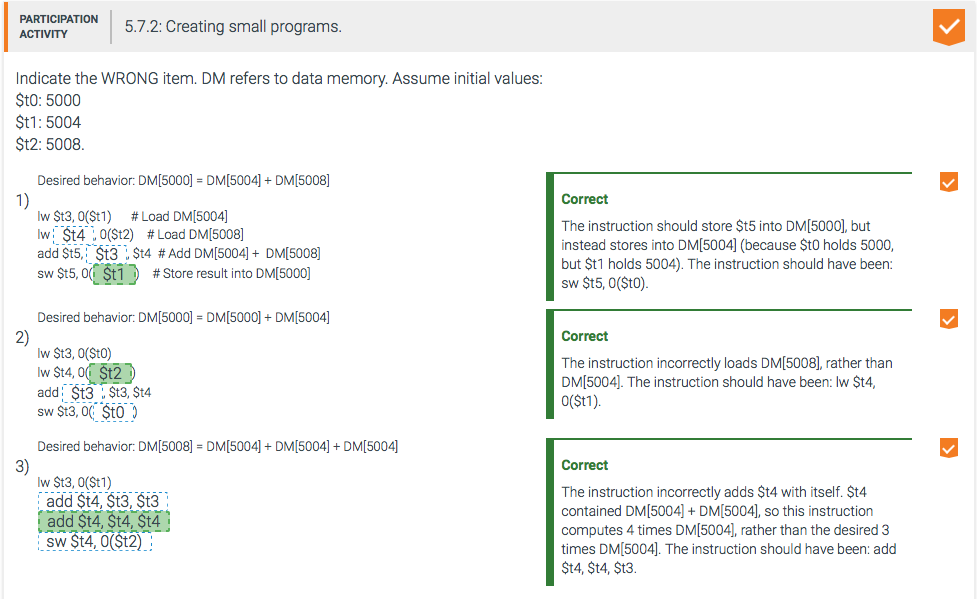 PARTICIPATION
ACTIVITY
5.7.2: Creating small programs.
Indicate the WRONG item. DM refers to data memory. Assume initial values:
$t0: 5000
$t1: 5004
$t2: 5008.
Desired behavior: DM[5000] = DM[5004] + DM[5008]
1)
lw $t3, 0($t1) # Load DM[5004]
lw $t4, 0($t2) # Load DM[5008]
add $t5, $t3, $t4 # Add DM[5004] + DM[5008]
sw $t5, 0($t1) # Store result into DM[5000]
Correct
The instruction should store $t5 into DM[5000], but
instead stores into DM[5004] (because $t0 holds 5000,
but $t1 holds 5004). The instruction should have been:
sw $t5, 0($t0).
Desired behavior: DM[5000] = DM[5000] + DM[5004]
2)
lw $t3, 0($t0)
lw $t4, 0($t2)
add $t3, $t3, $t4
sw $t3, 0($t0)
Correct
The instruction incorrectly loads DM[5008], rather than
DM[5004]. The instruction should have been: lw $t4,
0($t1).
Desired behavior: DM[5008] = DM[5004] + DM[5004] + DM[5004]
3)
lw $t3, 0($t1)
add $t4, $t3, $t3
add $t4, $t4, $t4
sw $t4, 0($t2)
Correct
The instruction incorrectly adds $t4 with itself. $t4
contained DM[5004] + DM[5004], so this instruction
computes 4 times DM[5004], rather than the desired 3
times DM[5004]. The instruction should have been: add
$t4, $t4, $t3.